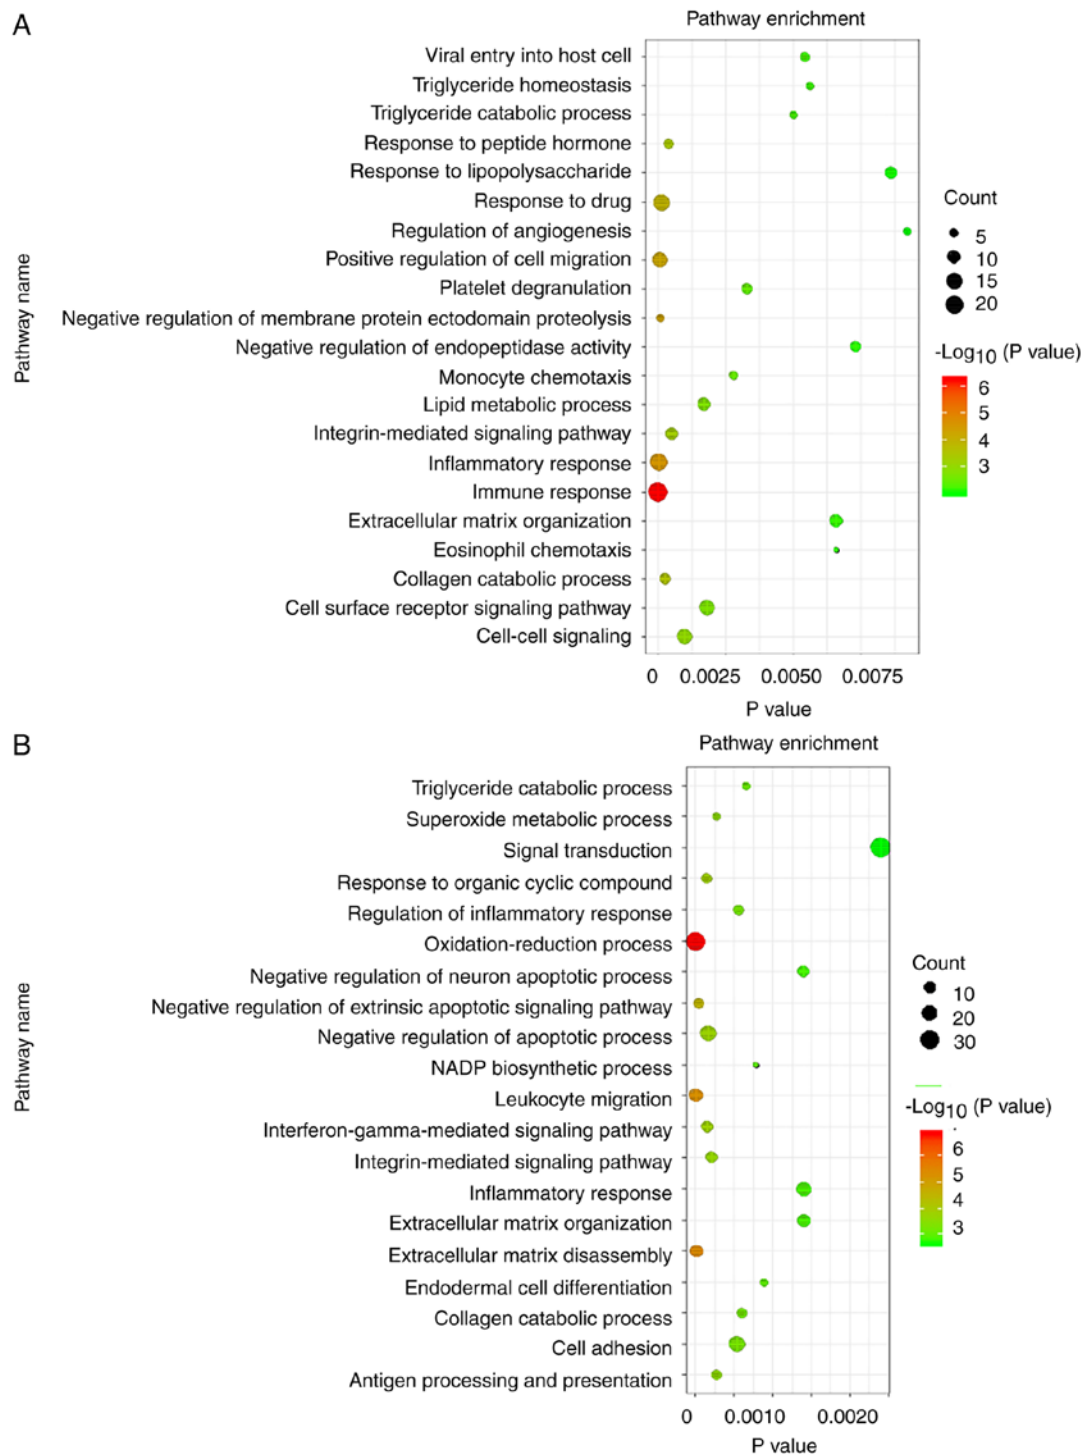 A
Pathway enrichment
Pathway name
Viral entry into host cell
Triglyceride homeostasis
Triglyceride catabolic process
Response to peptide hormone
Response to lipopolysaccharide
Response to drug
Regulation of angiogenesis
Positive regulation of cell migration
Platelet degranulation
Negative regulation of membrane protein ectodomain proteolysis
Negative regulation of endopeptidase activity
Monocyte chemotaxis
Lipid metabolic process
Integrin-mediated signaling pathway
Inflammatory response
Immune response
Extracellular matrix organization
Eosinophil chemotaxis
Collagen catabolic process
Cell surface receptor signaling pathway
Cell-cell signaling
0 0.0025 0.0050 0.0075
P value
Count
5
10
15
20
-Log10 (P value)
6
5
4
3
B
Pathway enrichment
Pathway name
Triglyceride catabolic process
Superoxide metabolic process
Signal transduction
Response to organic cyclic compound
Regulation of inflammatory response
Oxidation-reduction process
Negative regulation of neuron apoptotic process
Negative regulation of extrinsic apoptotic signaling pathway
Negative regulation of apoptotic process
NADP biosynthetic process
Leukocyte migration
Interferon-gamma-mediated signaling pathway
Integrin-mediated signaling pathway
Inflammatory response
Extracellular matrix organization
Extracellular matrix disassembly
Endodermal cell differentiation
Collagen catabolic process
Cell adhesion
Antigen processing and presentation
0 0.0010 0.0020
P value
Count
10
20
30
-Log10 (P value)
6
5
4
3